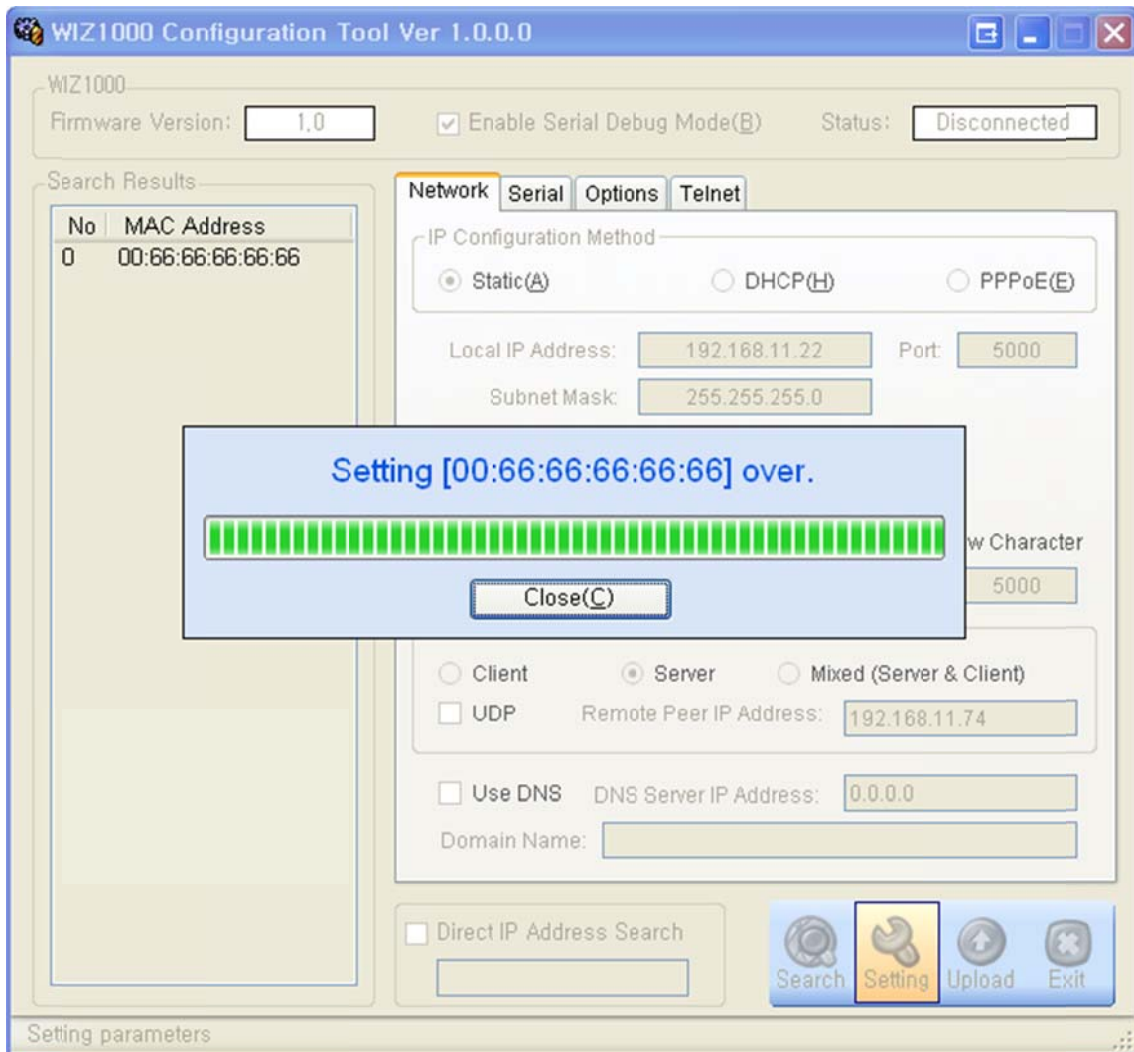 WIZ1000 Configuration Tool Ver 1.0.0.0
WIZ1000
Firmware Version: 1,0 Enable Serial Debug Mode(B) Status: Disconnected
Search Results
No MAC Address
0 00:66:66:66:66:66
Network Serial Options Telnet
IP Configuration Method
Static(A) DHCP(H) PPPoE(E)
Local IP Address: 192.168.11.22 Port: 5000
Subnet Mask: 255.255.255.0
Setting [00:66:66:66:66:66] over.
Character
Close(C)
5000
Client Server Mixed (Server & Client)
UDP Remote Peer IP Address: 192.168.11.74
Use DNS DNS Server IP Address: 0.0.0.0
Domain Name:
Direct IP Address Search
Search Setting Upload Exit
Setting parameters